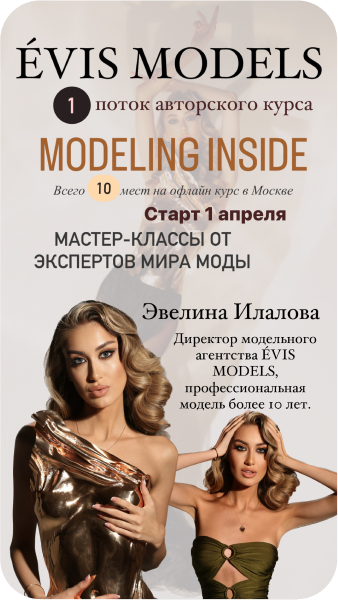 ÉVIS MODELS
1 поток авторского курса
MODELING INSIDE
Всего 10 мест на офлайн курс в Москве
Старт 1 апреля
МАСТЕР-КЛАССЫ ОТ
ЭКСПЕРТОВ МИРА МОДЫ
Эвелина Илалова
Директор модельного
агентства ÉVIS
MODELS,
профессиональная
модель более 10 лет.